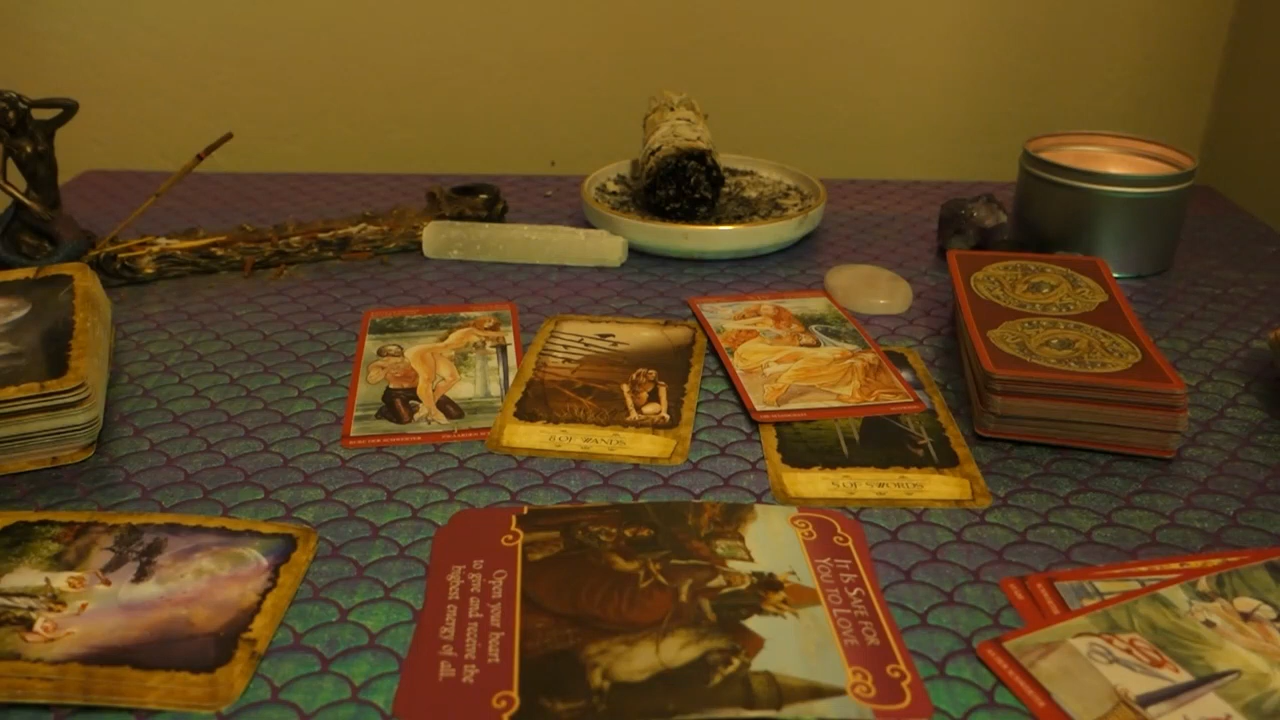 8 OF WANDS
5 OF SWORDS
IT IS SAFE FOR
YOU TO LOVE
Open your heart
to give and receive the
highest energy of all.